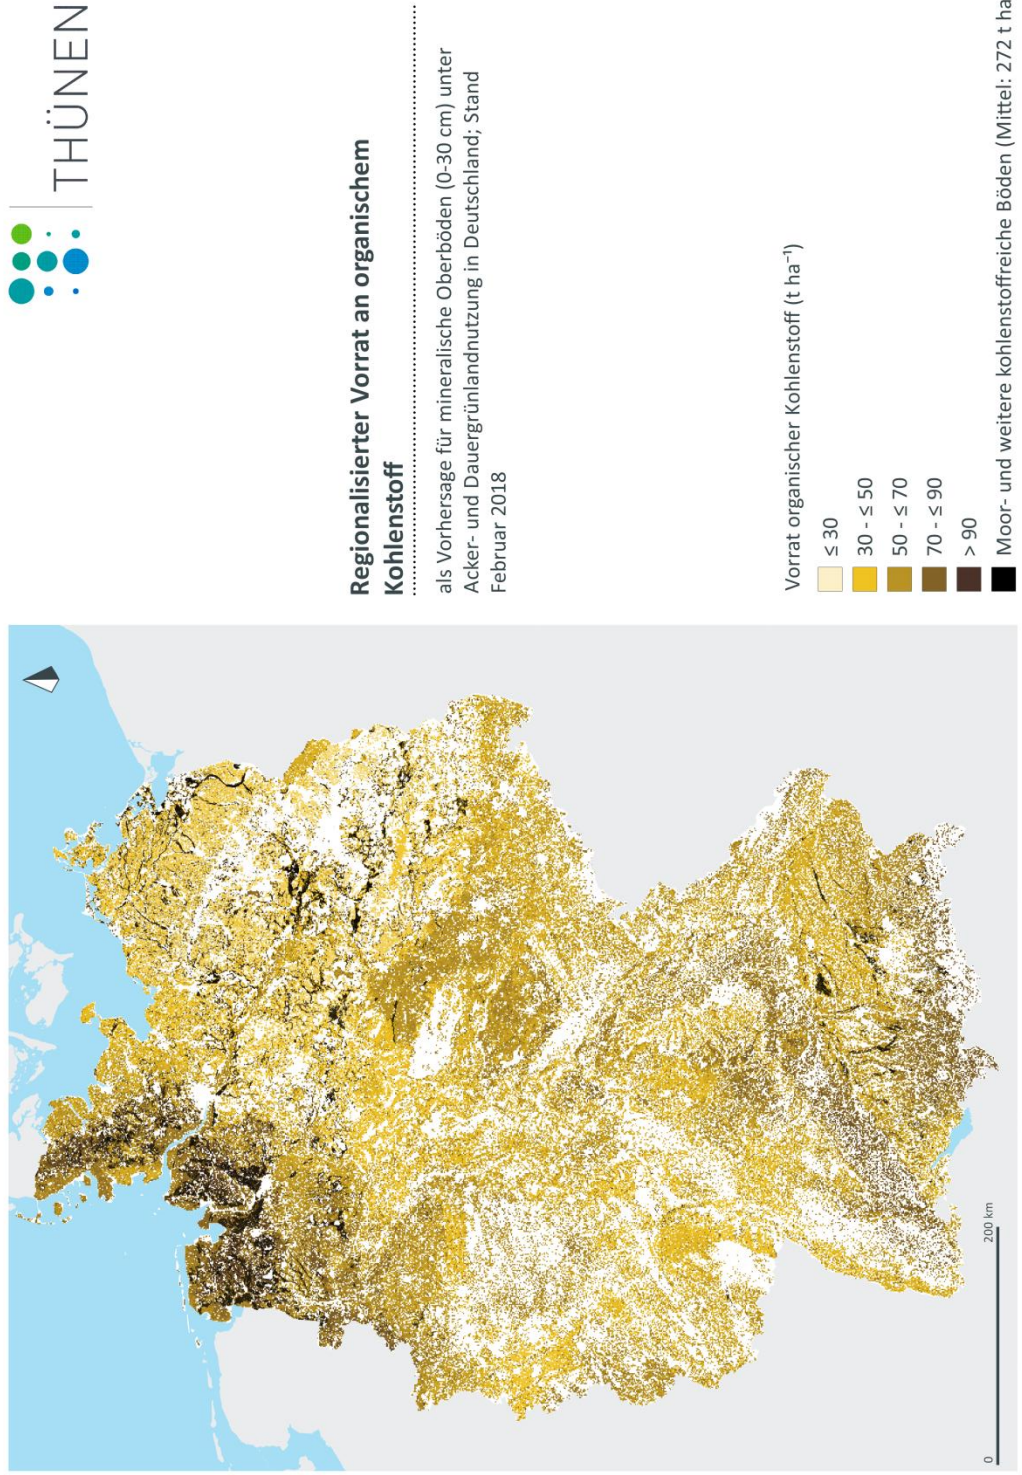 THÜNEN
Regionalisierter Vorrat an organischem
Kohlenstoff
als Vorhersage für mineralische Oberböden (0-30 cm) unter
Acker- und Dauergrünlandnutzung in Deutschland; Stand
Februar 2018
Vorrat organischer Kohlenstoff (t ha⁻¹)
≤ 30
30 - ≤ 50
50 - ≤ 70
70 - ≤ 90
> 90
Moor- und weitere kohlenstoffreiche Böden (Mittel: 272 t ha
0
200 km